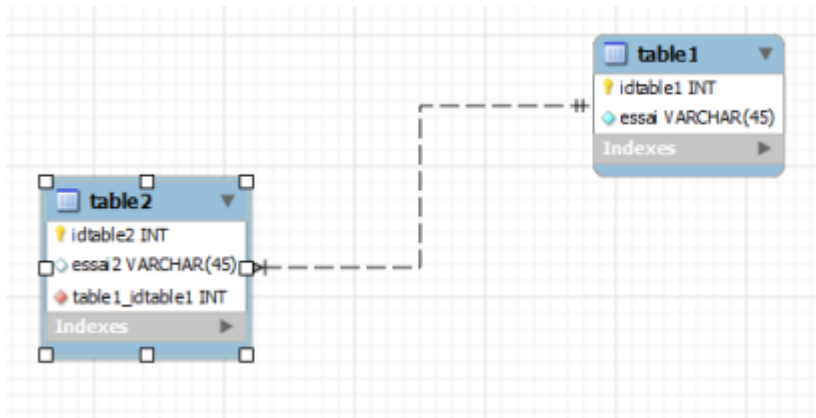 table1
idtable1 INT
essai VARCHAR(45)
Indexes
table2
idtable2 INT
essai2 VARCHAR(45)
table1_idtable1 INT
Indexes